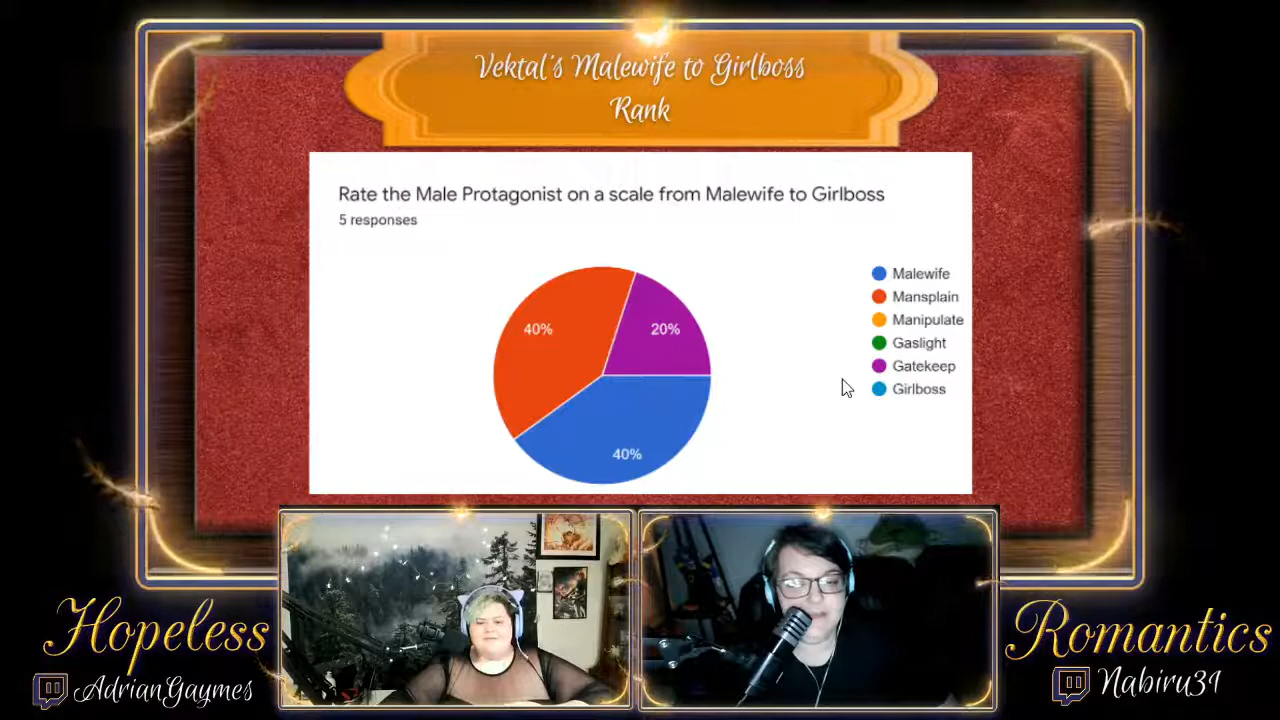 Vektal's Malewife to Girlboss
Rank
Rate the Male Protagonist on a scale from Malewife to Girlboss
5 responses
40%
20%
40%
Malewife
Mansplain
Manipulate
Gaslight
Gatekeep
Girlboss
Hopeless
AdrianGaymes
Romantics
Nabiru31